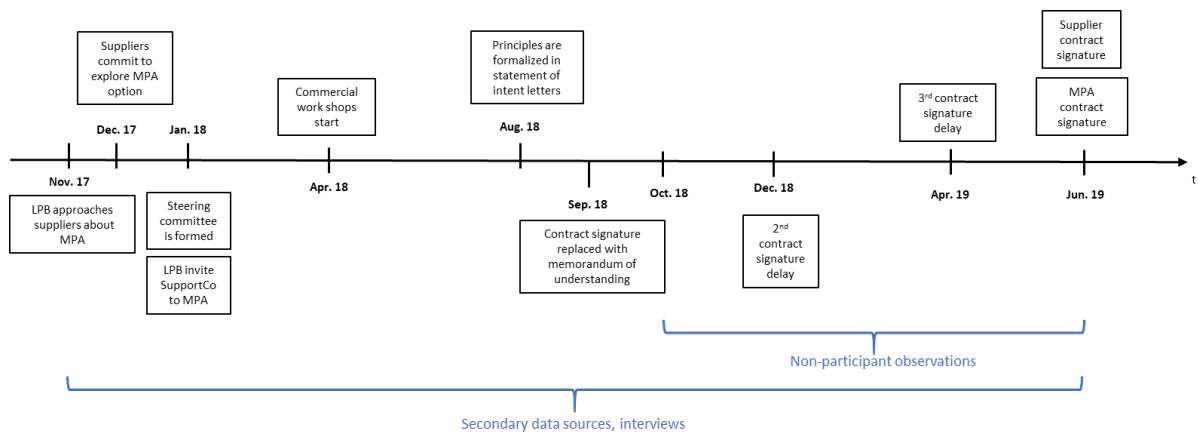 Suppliers
commit to
explore MPA
option
Principles are
formalized in
statement of
intent letters
Supplier
contract
signature
Commercial
work shops
start
3rd contract
signature
delay
MPA
contract
signature
Dec. 17
Jan. 18
Aug. 18
t
Nov. 17
Apr. 18
Sep. 18
Oct. 18
Dec. 18
Apr. 19
Jun. 19
LPB approaches
suppliers about
MPA
Steering
committee
is formed
LPB invite
SupportCo
to MPA
Contract signature
replaced with
memorandum of
understanding
2nd
contract
signature
delay
Non-participant observations
Secondary data sources, interviews